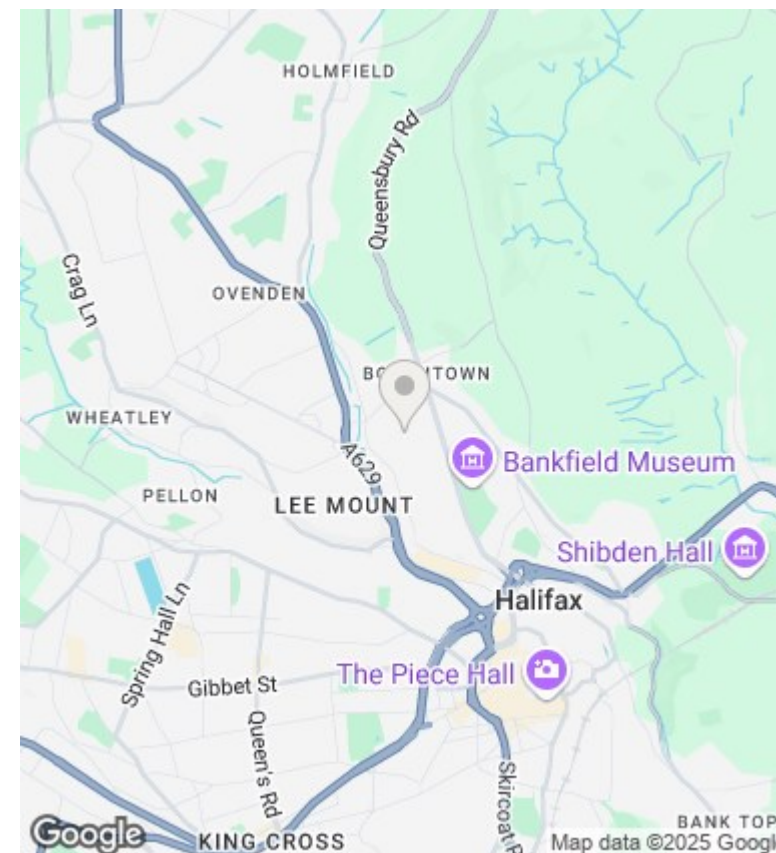 HOLMFIELD
Queensbury Rd
Crag Ln
OVENDEN
WHEATLEY
A629
Bankfield Museum
PELLON
LEE MOUNT
Shibden Hall
Halifax
Spring Hall Ln
The Piece Hall
Gibbet St
Queen's Rd
Skircoat
BANK TOP
Google
KING CROSS
Map data ©2025 Googl